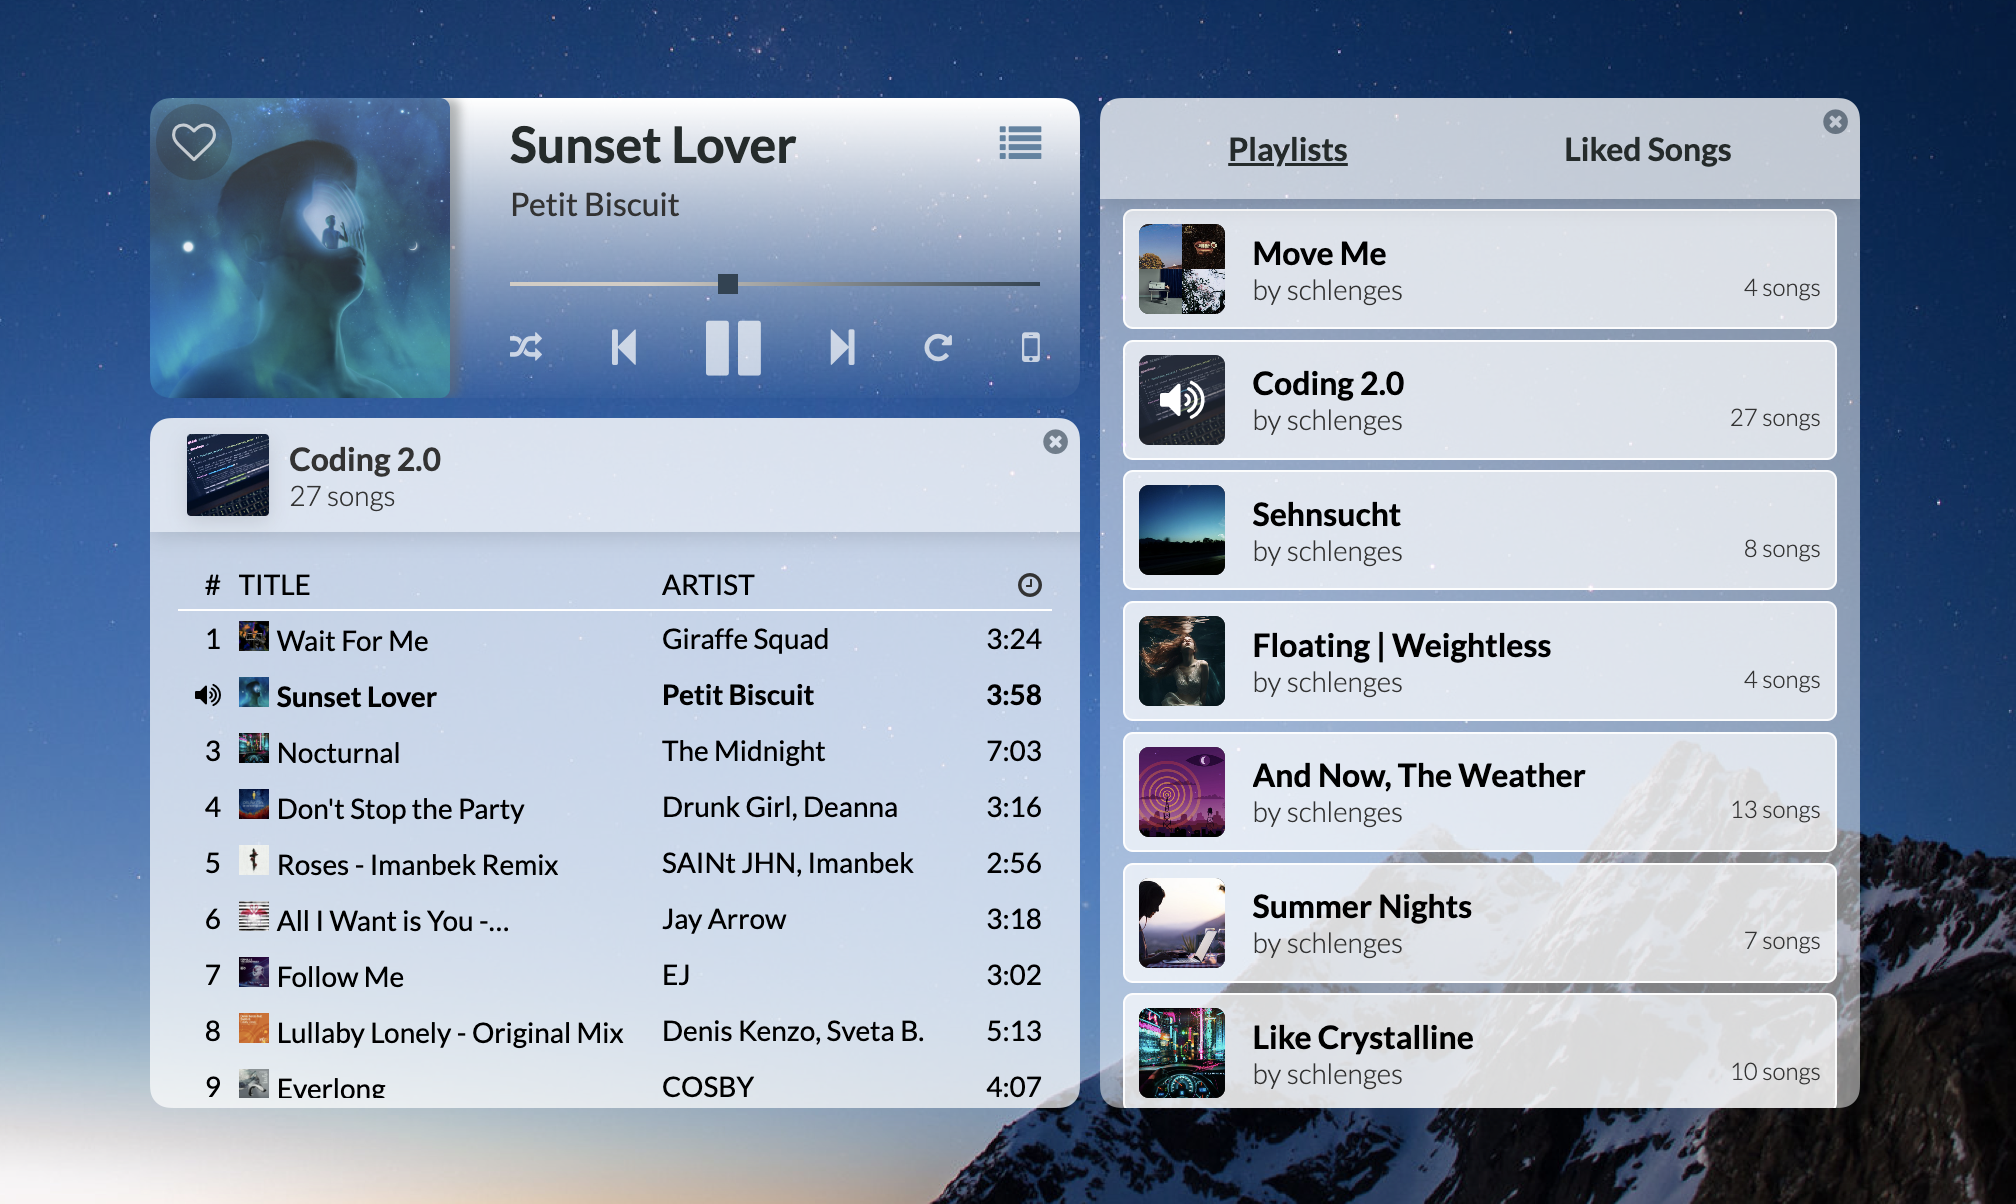 Sunset Lover
Petit Biscuit
Coding 2.0
27 songs
# TITLE ARTIST
1 Wait For Me Giraffe Squad 3:24
Sunset Lover Petit Biscuit 3:58
3 Nocturnal The Midnight 7:03
4 Don't Stop the Party Drunk Girl, Deanna 3:16
5 Roses - Imanbek Remix SAINt JHN, Imanbek 2:56
6 All I Want is You -... Jay Arrow 3:18
7 Follow Me EJ 3:02
8 Lullaby Lonely - Original Mix Denis Kenzo, Sveta B. 5:13
9 Everlong COSBY 4:07
Playlists Liked Songs
Move Me
by schlenges 4 songs
Coding 2.0
by schlenges 27 songs
Sehnsucht
by schlenges 8 songs
Floating | Weightless
by schlenges 4 songs
And Now, The Weather
by schlenges 13 songs
Summer Nights
by schlenges 7 songs
Like Crystalline
by schlenges 10 songs